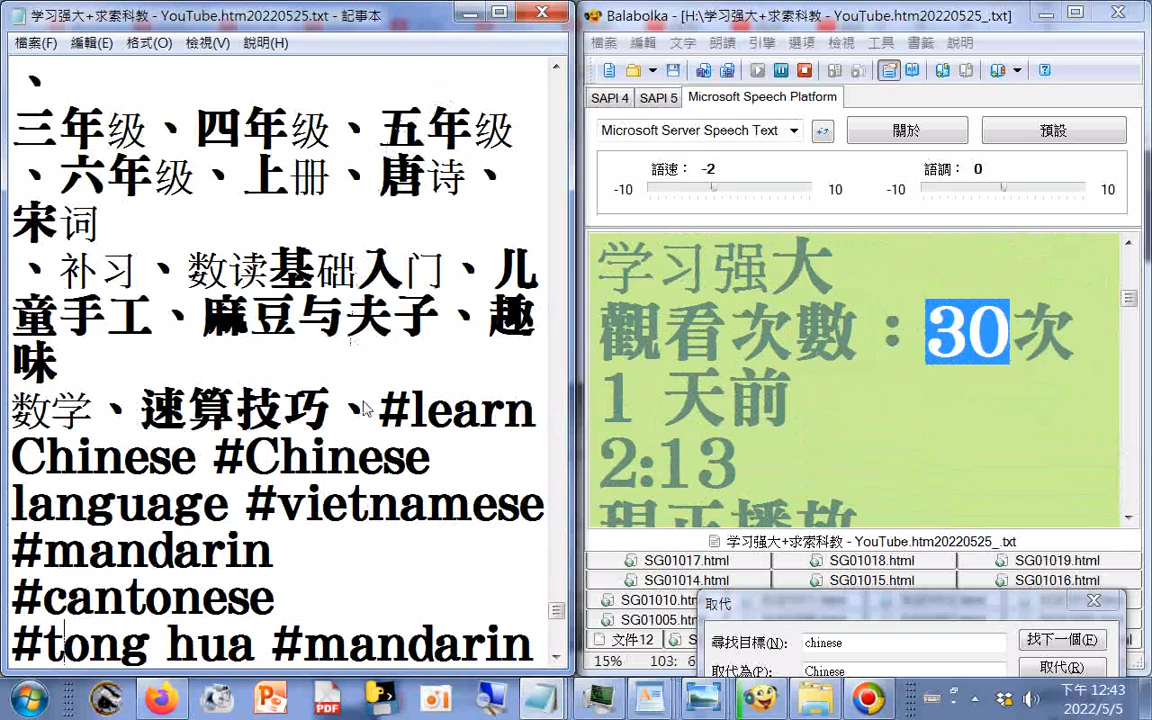 学习强大+求索科教 - YouTube.htm20220525.txt - 記事本
檔案(F) 編輯(E) 格式(O) 檢視(V) 說明(H)
、
三年级、四年级、五年级
、六年级、上册、唐诗、
宋词
、补习、数读基础入门、儿
童手工、麻豆与夫子、趣
味
数学、速算技巧、#learn
Chinese #Chinese
language #vietnamese
#mandarin
#cantonese
#tong hua #mandarin
Balabolka - [H:\学习强大+求索科教 - YouTube.htm20220525_.txt]
檔案 編輯 文字 朗讀 引擎 選項 檢視 工具 書籤 說明
SAPI 4 SAPI 5 Microsoft Speech Platform
Microsoft Server Speech Text 關於 預設
語速： -2 語調： 0
-10 10 -10 10
学习强大
觀看次數：30次
1 天前
2:13
現正播放
学习强大+求索科教 - YouTube.htm20220525_.txt
SG01017.html SG01018.html SG01019.html
SG01014.html SG01015.html SG01016.html
SG01010.htm
SG01005.htm
文件12
15% 103:
取代
尋找目標(N): chinese 找下一個(F)
取代為(P): Chinese 取代(R)
下午 12:43
2022/5/5